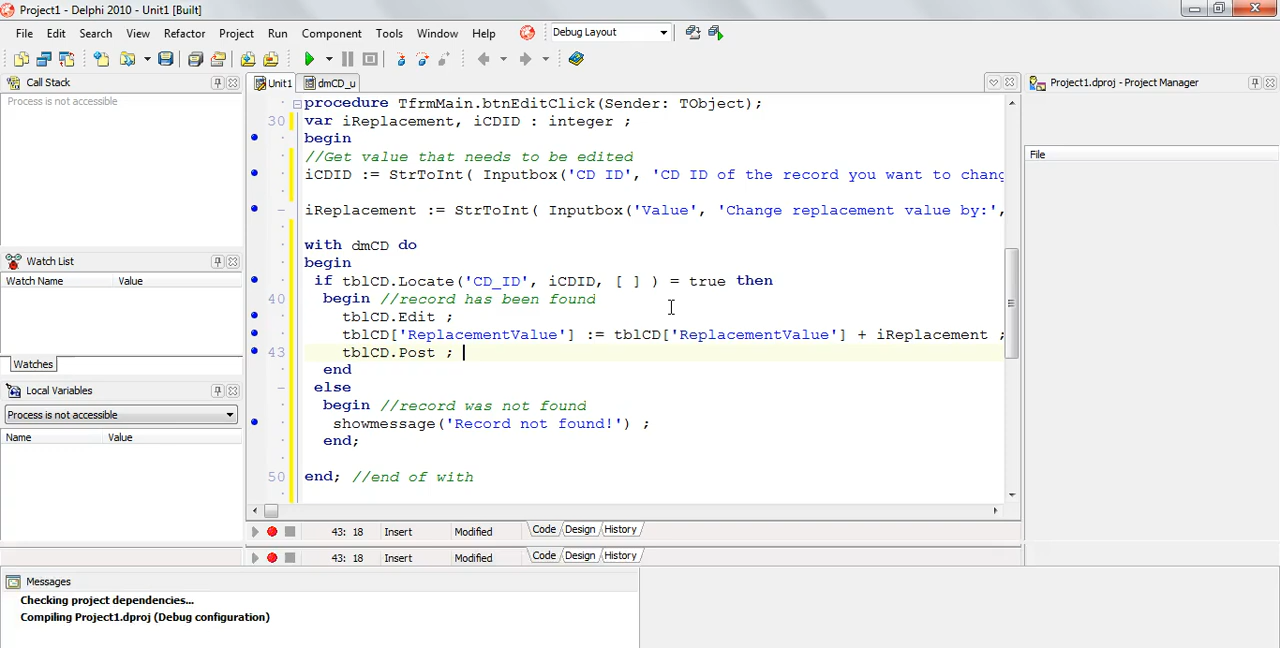 Project1 - Delphi 2010 - Unit1 [Built]
File Edit Search View Refactor Project Run Component Tools Window Help Debug Layout
Call Stack
Process is not accessible
Watch List
Watch Name Value
Watches
Local Variables
Process is not accessible
Name Value
Unit1 dmCD_u
procedure TfrmMain.btnEditClick(Sender: TObject);
30 var iReplacement, iCDID : integer ;
begin
//Get value that needs to be edited
iCDID := StrToInt( Inputbox('CD ID', 'CD ID of the record you want to chang
iReplacement := StrToInt( Inputbox('Value', 'Change replacement value by:',
with dmCD do
begin
if tblCD.Locate('CD_ID', iCDID, [ ] ) = true then
40 begin //record has been found
tblCD.Edit ;
tblCD['ReplacementValue'] := tblCD['ReplacementValue'] + iReplacement ;
43 tblCD.Post ;
end
else
begin //record was not found
showmessage('Record not found!') ;
end;
50 end; //end of with
43: 18 Insert Modified Code Design History
43: 18 Insert Modified Code Design History
Project1.dproj - Project Manager
File
Messages
Checking project dependencies...
Compiling Project1.dproj (Debug configuration)